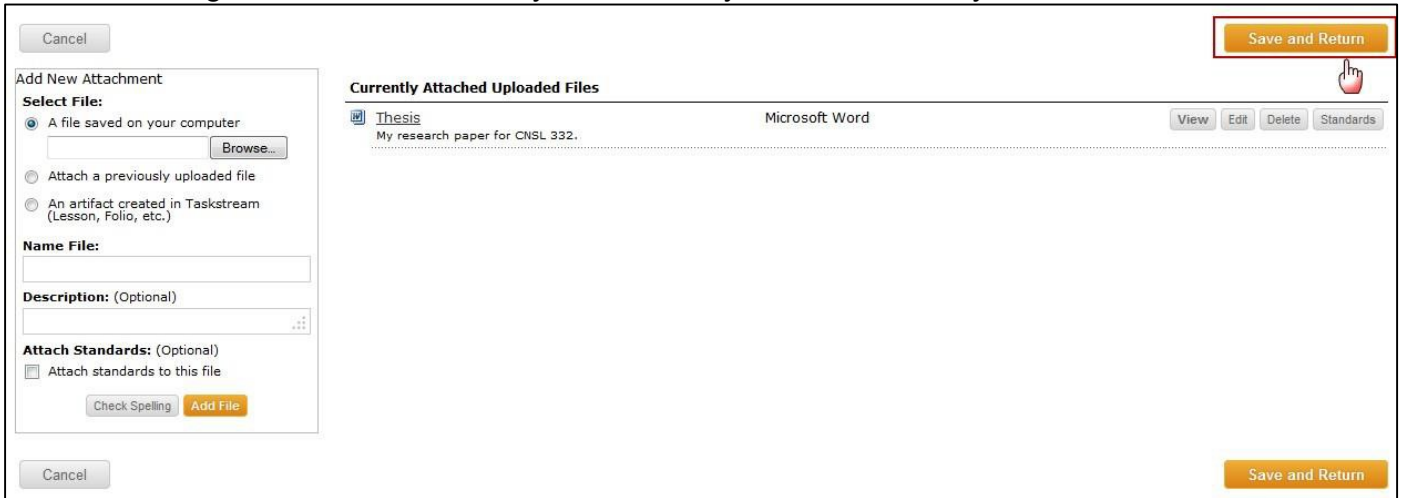 Cancel
Save and Return
Add New Attachment
Select File:
A file saved on your computer
Browse...
Attach a previously uploaded file
An artifact created in Taskstream
(Lesson, Folio, etc.)
Name File:
Description: (Optional)
Attach Standards: (Optional)
Attach standards to this file
Check Spelling Add File
Currently Attached Uploaded Files
Thesis Microsoft Word View Edit Delete Standards
My research paper for CNSL 332.
Cancel
Save and Return